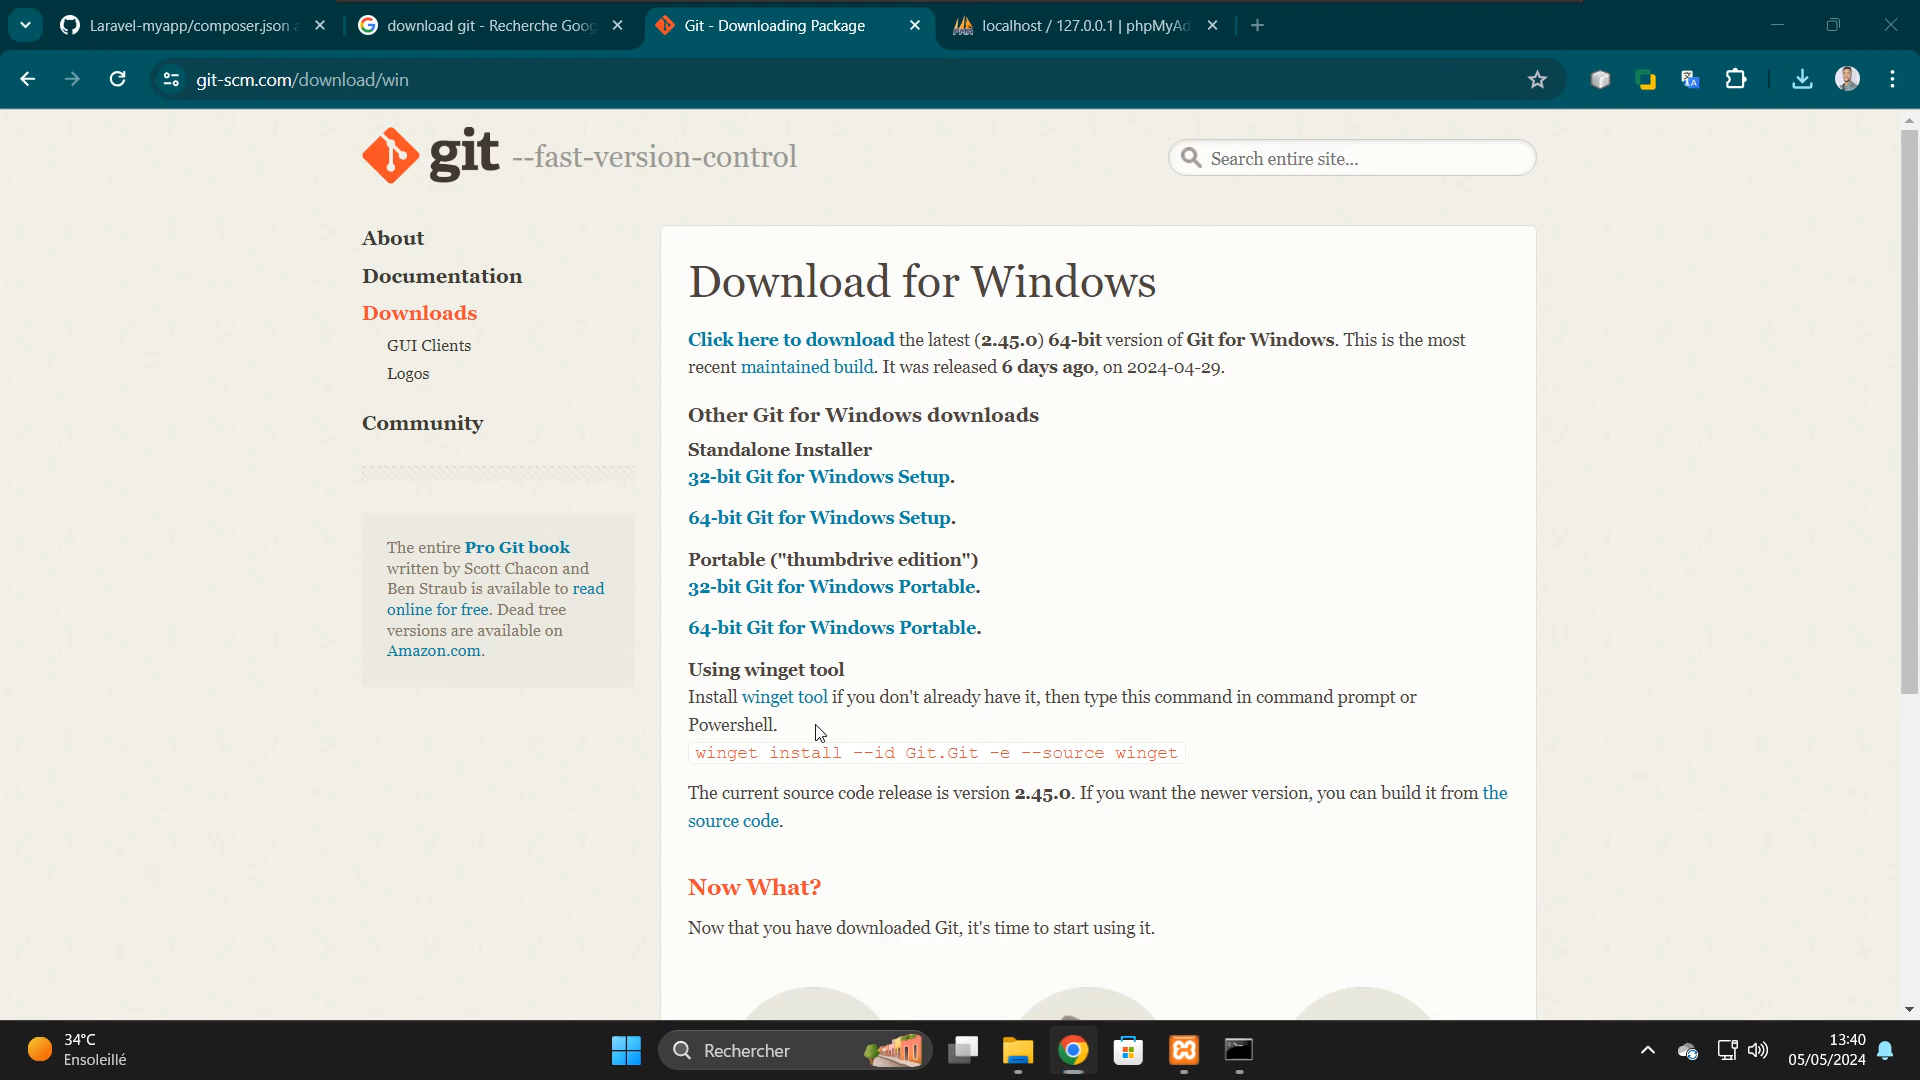 Laravel-myapp/composer.json
download git - Recherche Goog
Git - Downloading Package
localhost / 127.0.0.1 | phpMyAd
git-scm.com/download/win
git --fast-version-control
Search entire site...
About
Documentation
Downloads
GUI Clients
Logos
Community
The entire Pro Git book
written by Scott Chacon and
Ben Straub is available to read
online for free. Dead tree
versions are available on
Amazon.com.
Download for Windows
Click here to download the latest (2.45.0) 64-bit version of Git for Windows. This is the most
recent maintained build. It was released 6 days ago, on 2024-04-29.
Other Git for Windows downloads
Standalone Installer
32-bit Git for Windows Setup.
64-bit Git for Windows Setup.
Portable ("thumbdrive edition")
32-bit Git for Windows Portable.
64-bit Git for Windows Portable.
Using winget tool
Install winget tool if you don't already have it, then type this command in command prompt or
Powershell.
winget install --id Git.Git -e --source winget
The current source code release is version 2.45.0. If you want the newer version, you can build it from the
source code.
Now What?
Now that you have downloaded Git, it's time to start using it.
34°C
Ensoleillé
Rechercher
13:40
05/05/2024